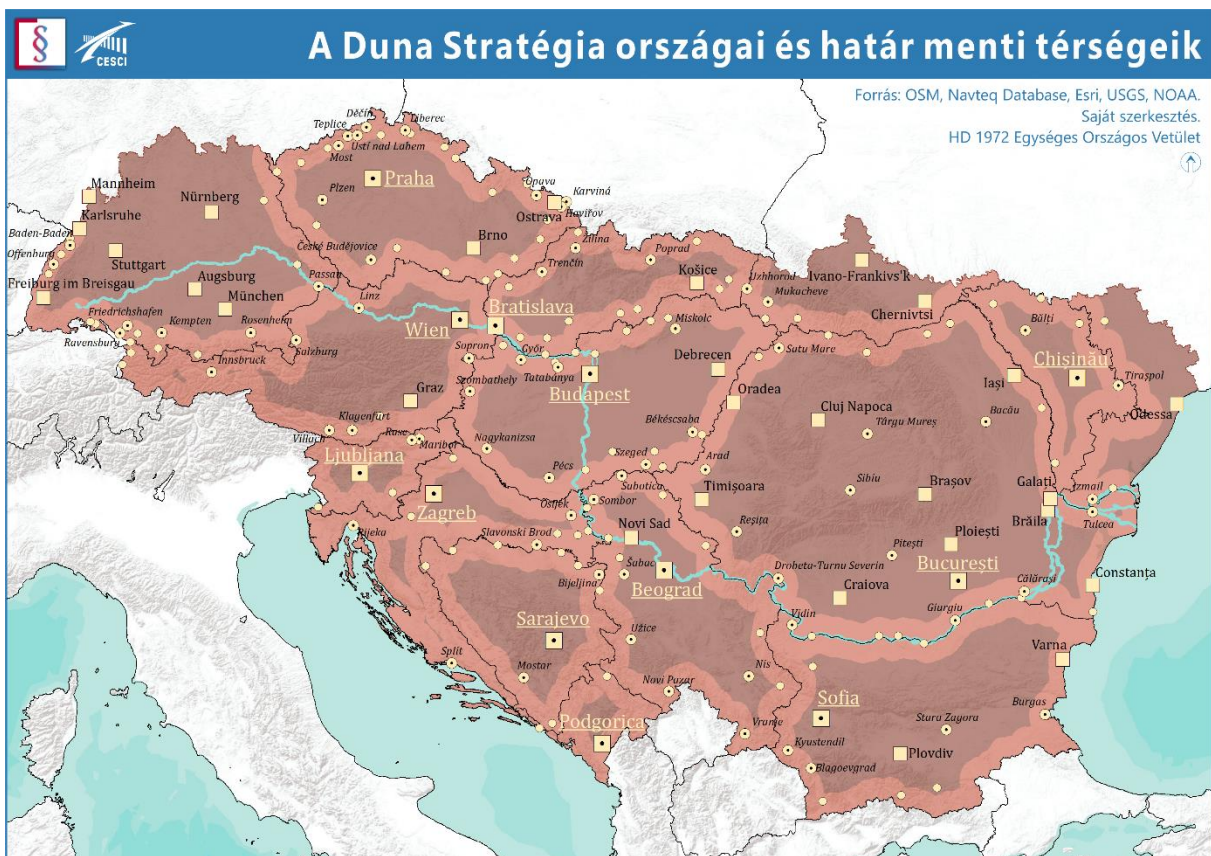 §
CESCI
A Duna Stratégia országai és határ menti térségeik
Forrás: OSM, Navteq Database, Esri, USGS, NOAA.
Saját szerkesztés.
HD 1972 Egységes Országos Vetület
Děčín
Liberec
Teplice
Ústí nad Labem
Most
Mannheim
Praha
Plzen
Opava
Karviná
Nürnberg
Ostrava
Havířov
Karlsruhe
Baden-Baden
Offenburg
Brno
Žilina
Stuttgart
České Budějovice
Poprad
Trenčín
Ivano-Frankivs'k
Augsburg
Passau
Košice
Uzhhorod
Freiburg im Breisgau
München
Linz
Mukacheve
Bratislava
Chernivtsi
Friedrichshafen
Wien
Miskolc
Bălți
Kempten
Rosenheim
Ravensburg
Salzburg
Sopron
Győr
Satu Mare
Debrecen
Chisinău
Innsbruck
Tatabánya
Iași
Tiraspol
Szombathely
Budapest
Oradea
Graz
Odessa
Cluj Napoca
Bacău
Klagenfurt
Târgu Mureș
Békéscsaba
Villach
Ruse
Maribor
Nagykanizsa
Ljubljana
Szeged
Arad
Pécs
Subotica
Sibiu
Brașov
Galați
Izmail
Zagreb
Timișoara
Sombor
Osijek
Brăila
Tulcea
Rijeka
Slavonski Brod
Novi Sad
Reșița
Ploiești
Pitești
Šabac
Bijeljina
Drobeta-Turnu Severin
București
Constanța
Beograd
Craiova
Călărași
Giurgiu
Sarajevo
Vidin
Užice
Varna
Split
Mostar
Nis
Novi Pazar
Sofia
Burgas
Podgorica
Stara Zagora
Vranje
Kyustendil
Plovdiv
Blagoevgrad